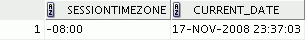 SESSIONTIMEZONE CURRENT_DATE
1 -08:00 17-NOV-2008 23:37:03